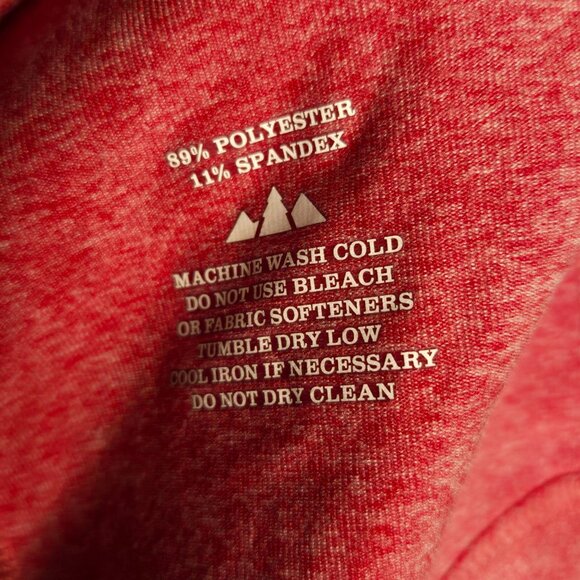 89% POLYESTER
11% SPANDEX
MACHINE WASH COLD
DO NOT USE BLEACH
OR FABRIC SOFTENERS
TUMBLE DRY LOW
COOL IRON IF NECESSARY
DO NOT DRY CLEAN